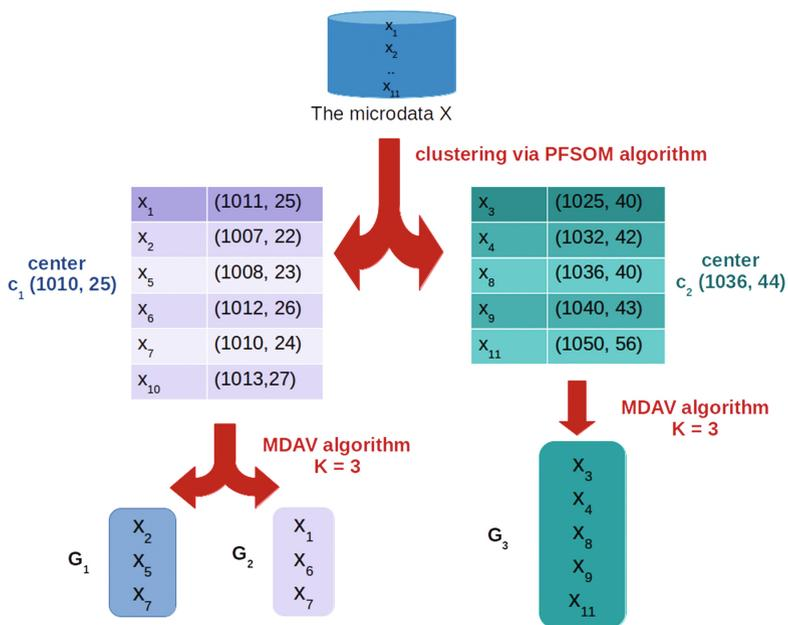 x1
x2
..
x11
The microdata X
clustering via PFSOM algorithm
x1 (1011, 25)
x2 (1007, 22)
x5 (1008, 23)
x6 (1012, 26)
x7 (1010, 24)
x10 (1013,27)
center
c1 (1010, 25)
x3 (1025, 40)
x4 (1032, 42)
x8 (1036, 40)
x9 (1040, 43)
x11 (1050, 56)
center
c2 (1036, 44)
MDAV algorithm
K = 3
MDAV algorithm
K = 3
G1
x2
x5
x7
G2
x1
x6
x7
G3
x3
x4
x8
x9
x11